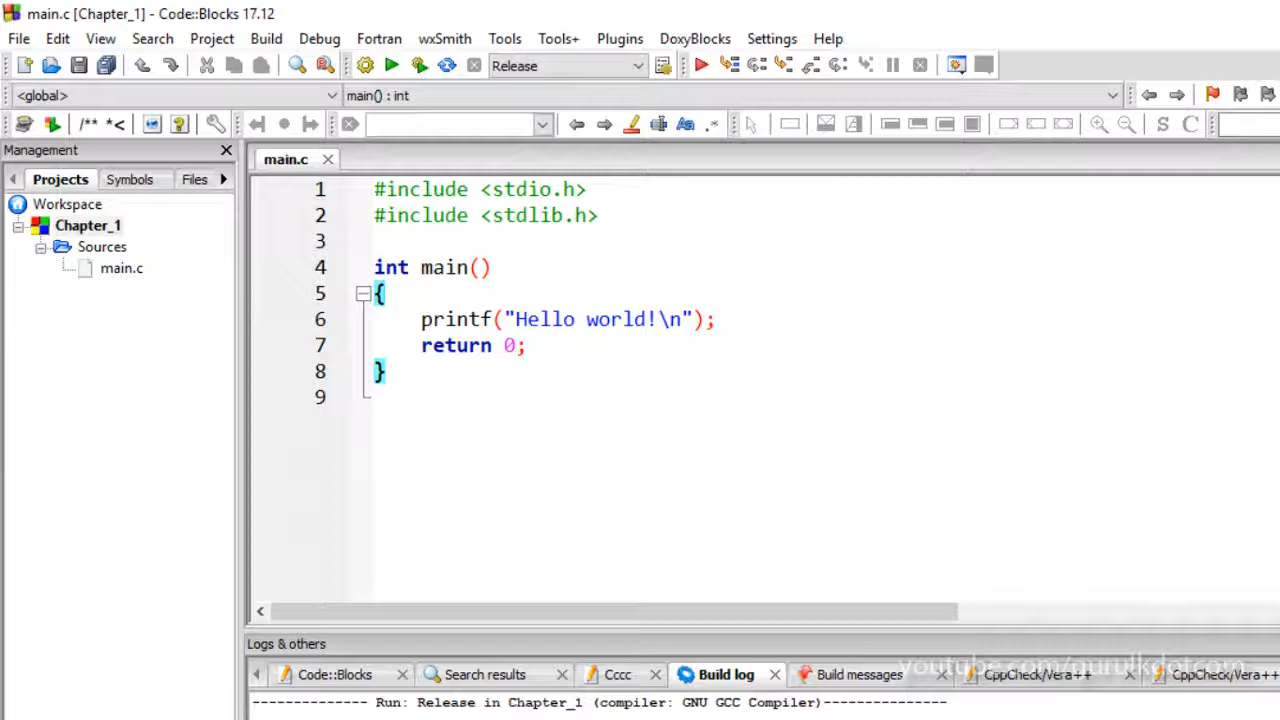 main.c [Chapter_1] - Code::Blocks 17.12
File Edit View Search Project Build Debug Fortran wxSmith Tools Tools+ Plugins DoxyBlocks Settings Help
Release
<global> main() : int
/** *<
.*
S C
Management
Projects Symbols Files
main.c
Workspace
Chapter_1
Sources
main.c
1 #include <stdio.h>
2 #include <stdlib.h>
3
4 int main()
5 {
6 printf("Hello world!\n");
7 return 0;
8 }
9
Logs & others
Code::Blocks Search results Cccc Build log Build messages CppCheck/Vera++ CppCheck/Vera++
youtube.com/gurulkdotcom
-------------- Run: Release in Chapter_1 (compiler: GNU GCC Compiler)---------------